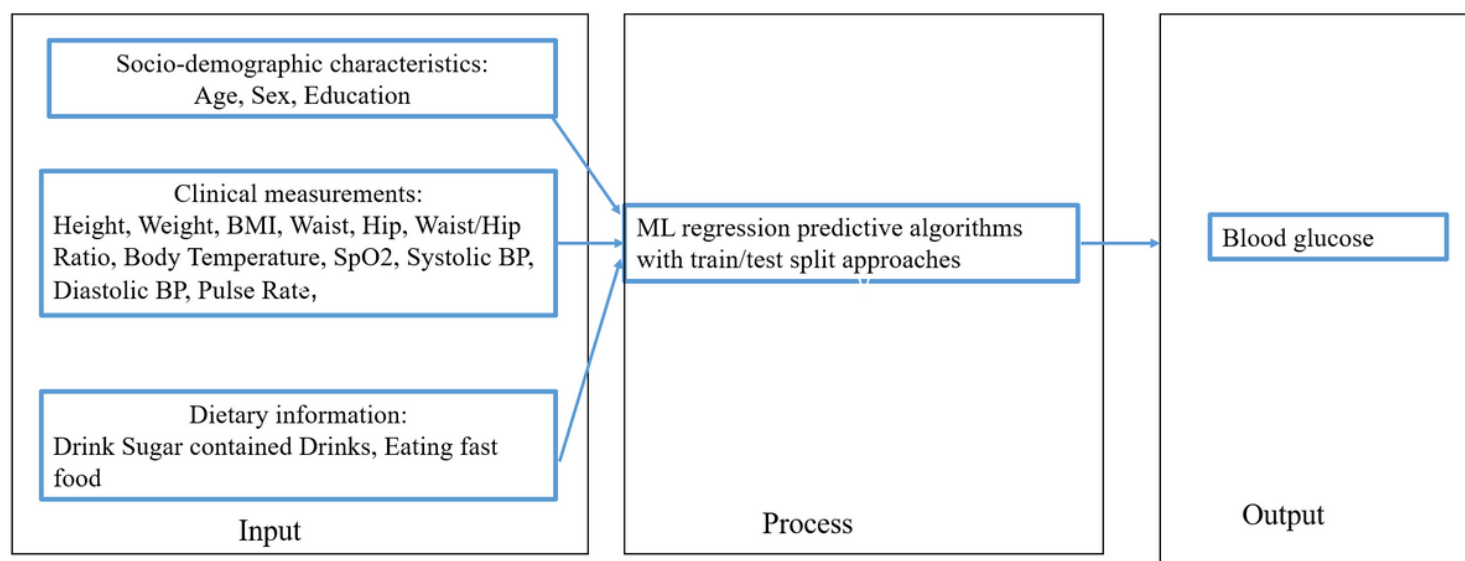 Socio-demographic characteristics:
Age, Sex, Education
Clinical measurements:
Height, Weight, BMI, Waist, Hip, Waist/Hip
Ratio, Body Temperature, SpO2, Systolic BP,
Diastolic BP, Pulse Rate,
Dietary information:
Drink Sugar contained Drinks, Eating fast
food
Input
ML regression predictive algorithms
with train/test split approaches
Process
Blood glucose
Output